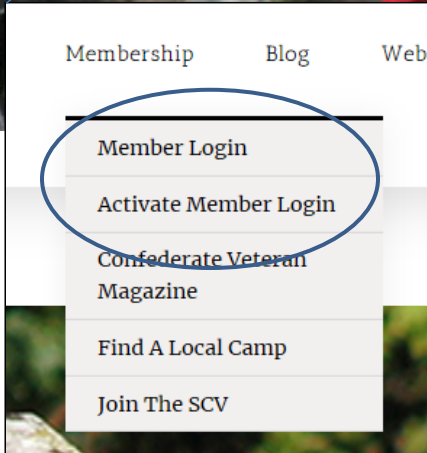 Membership Blog Web
Member Login
Activate Member Login
Confederate Veteran
Magazine
Find A Local Camp
Join The SCV